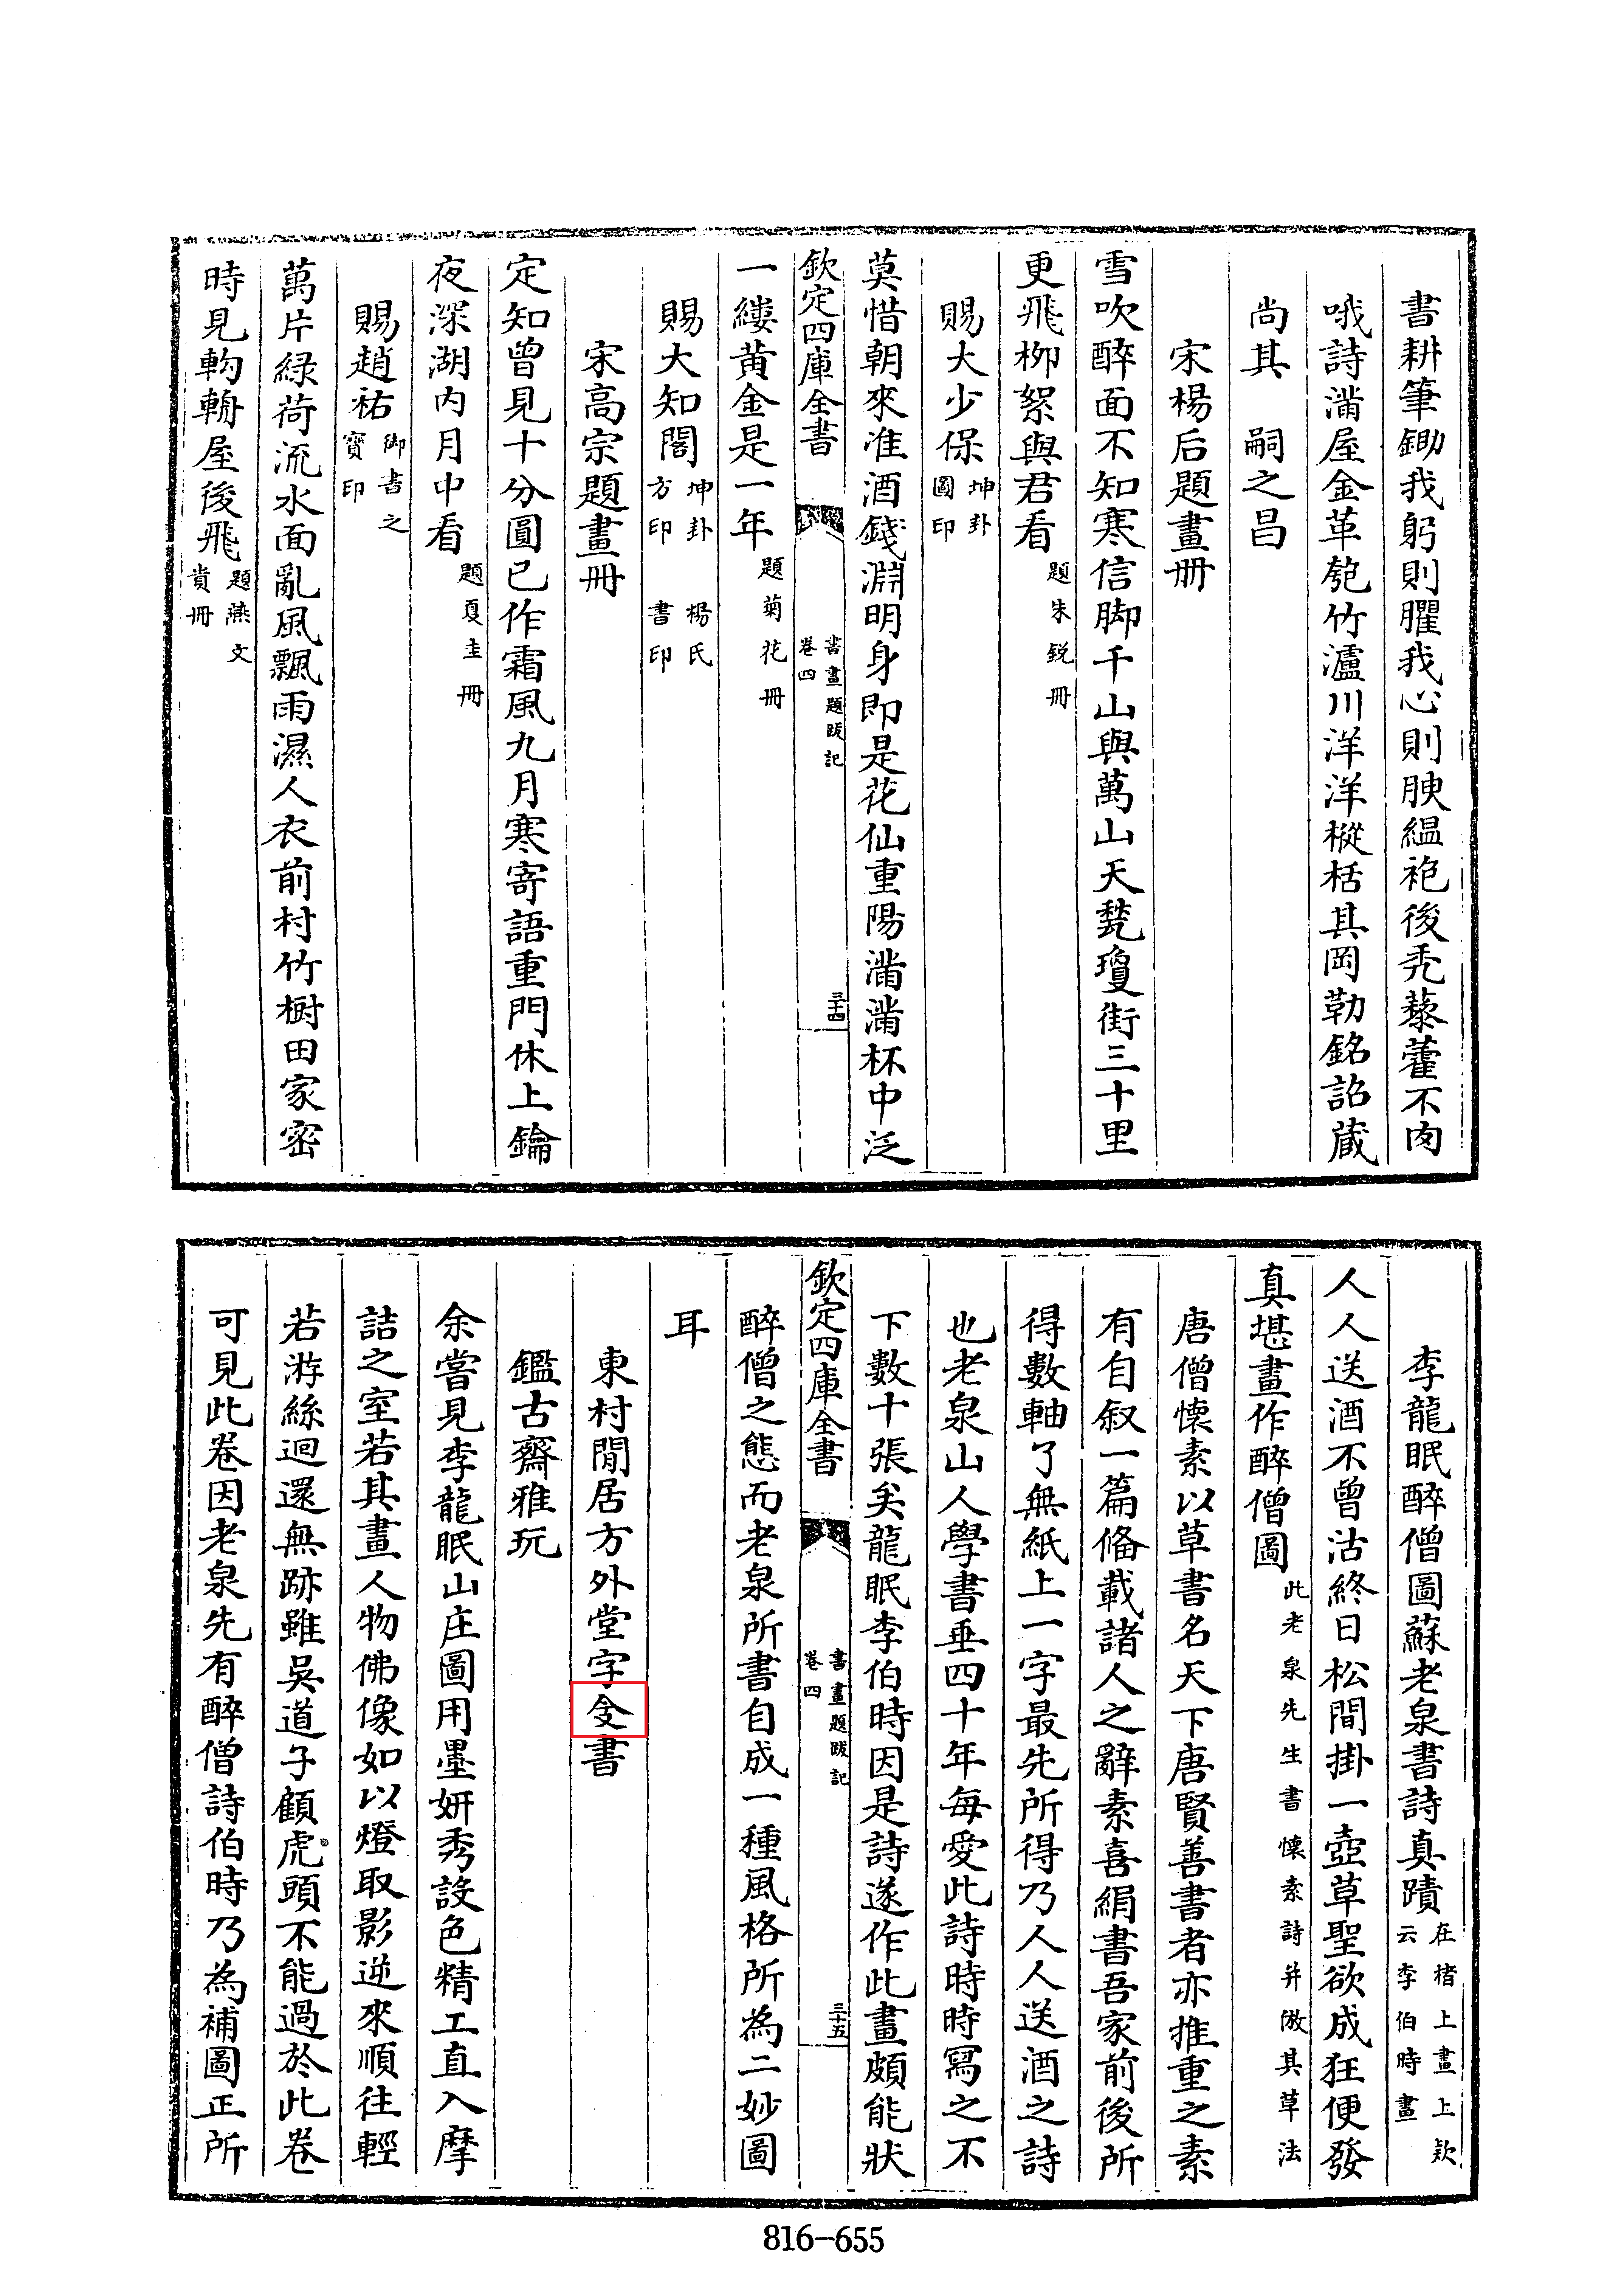 書耕筆鋤我躬則臞我心則腴緼袍後禿藜藿不肉
哦詩滿屋金革匏竹瀘川洋洋樅栝其岡勒銘詔蕆
尚其 嗣之昌
宋楊后題畫冊
雪吹醉面不知寒信脚千山與萬山天甃瓊街三十里
更飛柳絮與君看題朱銳冊
賜大少保坤卦圖印
莫惜朝來准酒錢淵明身即是花仙重陽滿滿杯中泛
欽定四庫全書 書畫題跋記卷四 三十四
一縷黃金是一年題菊花冊
賜大知閣坤卦方印 楊氏書印
宋高宗題畫冊
定知曾見十分圓已作霜風九月寒寄語重門休上鑰
夜深湖內月中看題夏圭冊
賜趙祐御書之寶印
萬片綠荷流水面亂風飄雨濕人衣前村竹樹田家密
時見軥輈屋後飛題燕文貴冊
李龍眠醉僧圖蘇老泉書詩真蹟在楮上畫上欵云李伯時畫
人人送酒不曾沽終日松間掛一壺草聖欲成狂便發
真堪畫作醉僧圖此老泉先生書懷素詩并倣其草法
唐僧懷素以草書名天下唐賢善書者亦推重之素
有自叙一篇備載諸人之辭素喜絹書吾家前後所
得數軸了無紙上一字最先所得乃人人送酒之詩
也老泉山人學書垂四十年每愛此詩時時冩之不
下數十張矣龍眠李伯時因是詩遂作此畫頗能狀
欽定四庫全書 書畫題跋記卷四 三十五
醉僧之態而老泉所書自成一種風格所為二妙圖
耳
東村閒居方外堂字书書
鑑古齋雅玩
余嘗見李龍眠山庄圖用墨妍秀設色精工直入摩
詰之室若其畫人物佛像如以燈取影逆來順往輕
若游絲迴還無跡雖吳道子顧虎頭不能過於此卷
可見此卷因老泉先有醉僧詩伯時乃為補圖正所